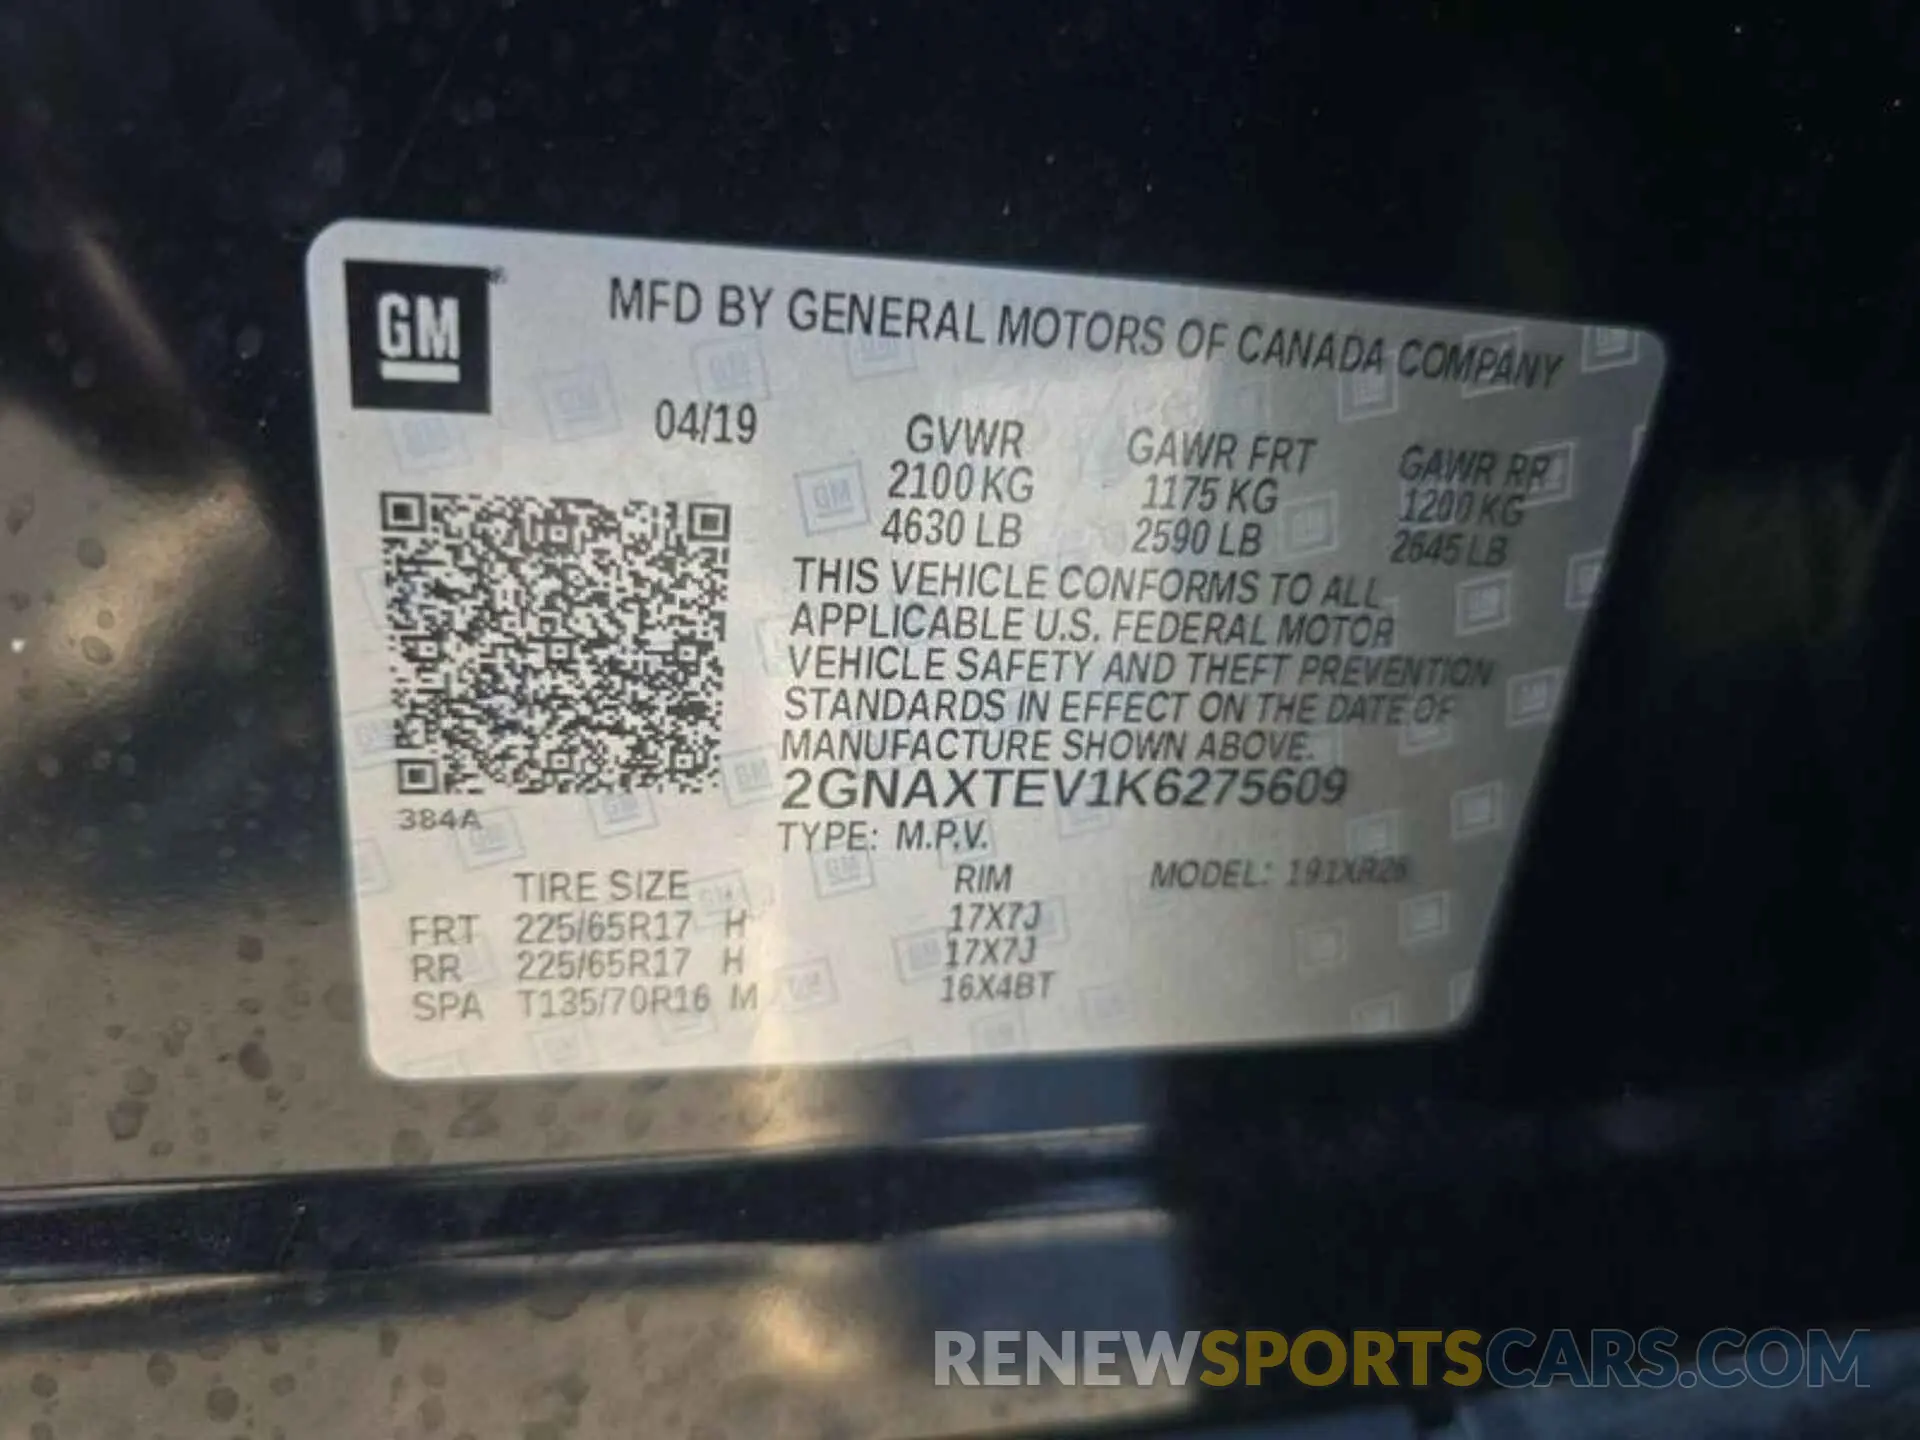 GM
MFD BY GENERAL MOTORS OF CANADA COMPANY
04/19
GVWR GAWR FRT GAWR RR
2100 KG 1175 KG 1200 KG
4630 LB 2590 LB 2645 LB
THIS VEHICLE CONFORMS TO ALL
APPLICABLE U.S. FEDERAL MOTOR
VEHICLE SAFETY AND THEFT PREVENTION
STANDARDS IN EFFECT ON THE DATE OF
MANUFACTURE SHOWN ABOVE.
2GNAXTEV1K6275609
384A
TYPE: M.P.V.
TIRE SIZE RIM MODEL: 191XR26
FRT 225/65R17 H 17X7J
RR 225/65R17 H 17X7J
SPA T135/70R16 M 16X4BT
RENEWSPORTSCARS.COM